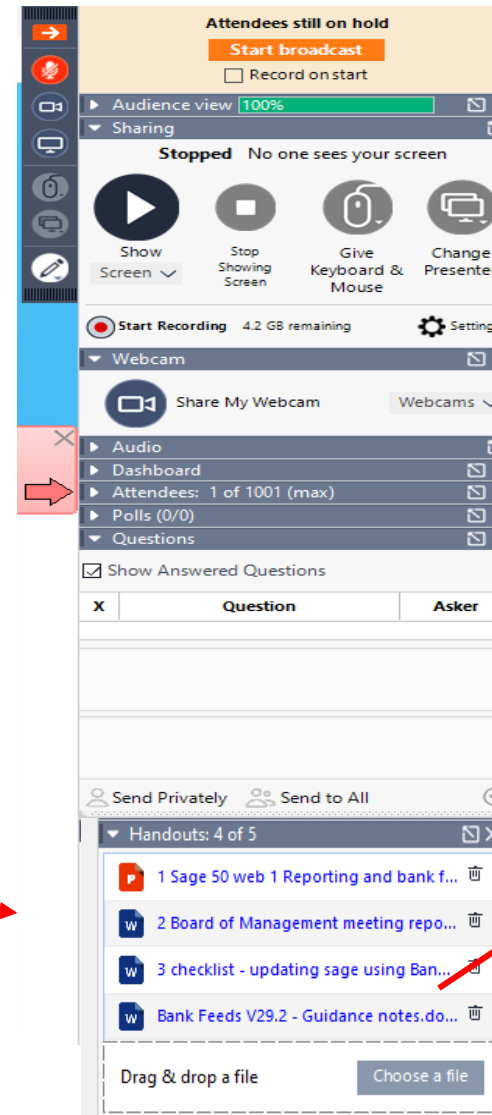 Attendees still on hold
Start broadcast
Record on start
Audience view 100%
Sharing
Stopped No one sees your screen
Show
Screen
Stop
Showing
Screen
Give
Keyboard &
Mouse
Change
Presente
Start Recording 4.2 GB remaining
Setting
Webcam
Share My Webcam
Webcams
Audio
Dashboard
Attendees: 1 of 1001 (max)
Polls (0/0)
Questions
Show Answered Questions
X Question Asker
Send Privately Send to All
Handouts: 4 of 5
1 Sage 50 web 1 Reporting and bank f...
2 Board of Management meeting repo...
3 checklist - updating sage using Ban...
Bank Feeds V29.2 - Guidance notes.do...
Drag & drop a file
Choose a file